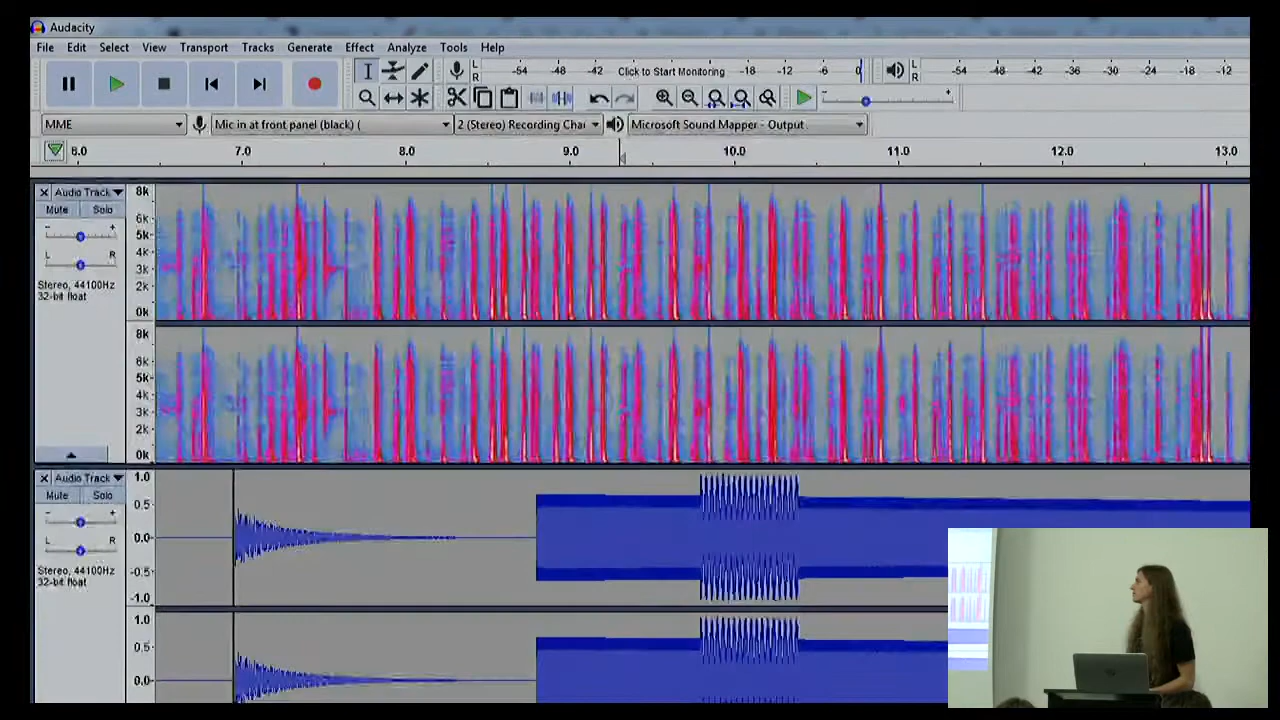 Audacity
File Edit Select View Transport Tracks Generate Effect Analyze Tools Help
L
R
-54 -48 -42 Click to Start Monitoring -18 -12 -6 0
L
R
-54 -48 -42 -36 -30 -24 -18 -12
MME Mic in at front panel (black) ( 2 (Stereo) Recording Chai Microsoft Sound Mapper - Output
6.0 7.0 8.0 9.0 10.0 11.0 12.0 13.0
Audio Track
Mute Solo
- +
L R
Stereo, 44100Hz
32-bit float
8k
6k
5k
4k
3k
2k
0k
8k
6k
5k
4k
3k
2k
0k
Audio Track
Mute Solo
- +
L R
Stereo, 44100Hz
32-bit float
1.0
0.5
0.0
-0.5
-1.0
1.0
0.5
0.0